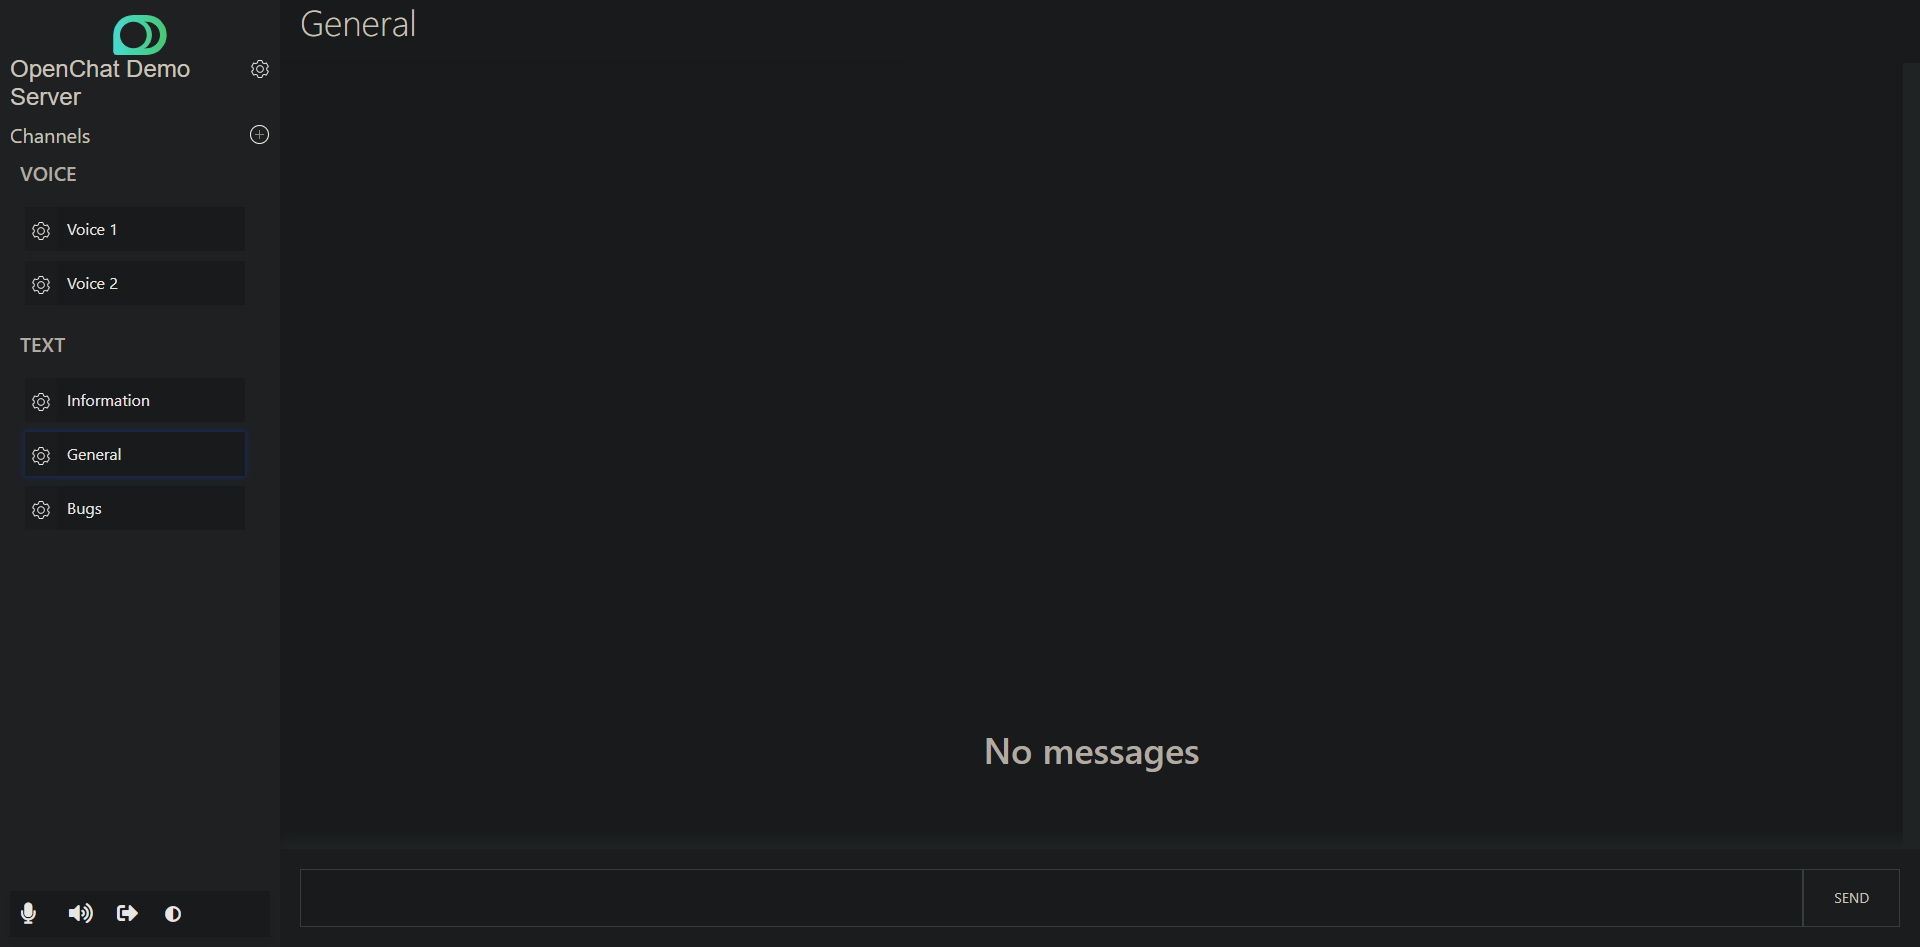 OpenChat Demo
Server
Channels
VOICE
Voice 1
Voice 2
TEXT
Information
General
Bugs
General
No messages
SEND